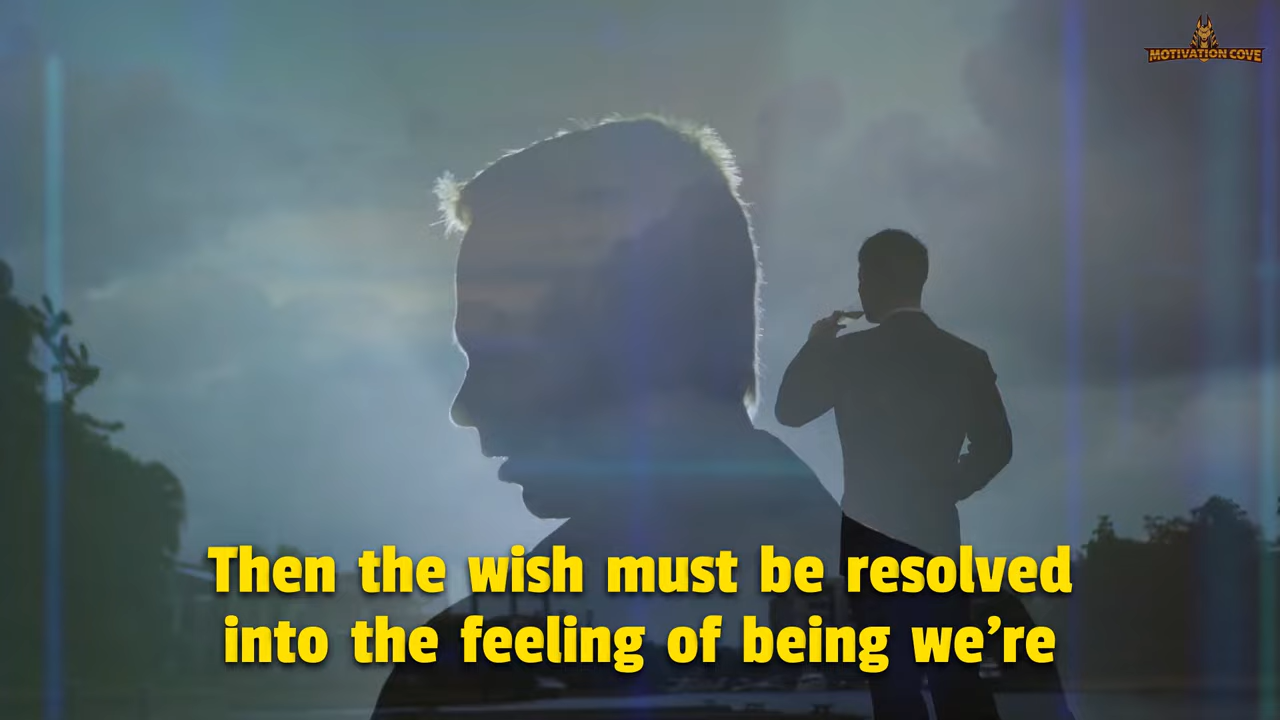 MOTIVATION COVE
Then the wish must be resolved
into the feeling of being we’re